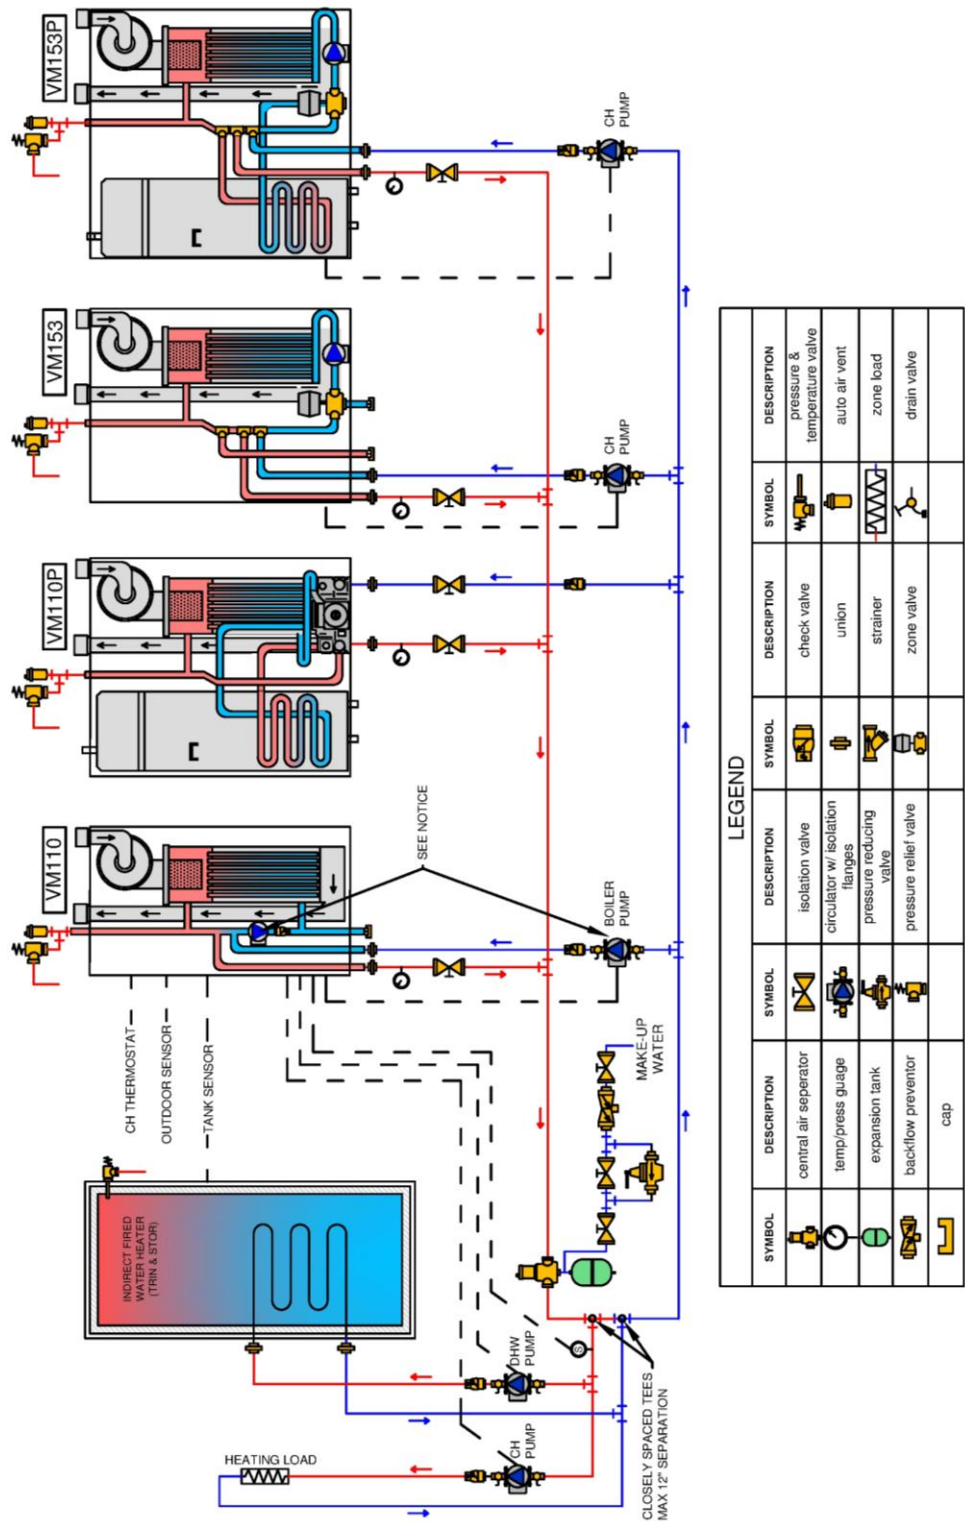 VM110
VM110P
VM153
VM153P
CH THERMOSTAT
OUTDOOR SENSOR
TANK SENSOR
INDIRECT FIRED
WATER HEATER
(TRIN & STOR)
SEE NOTICE
BOILER
PUMP
CH
PUMP
CH
PUMP
MAKE-UP
WATER
HEATING LOAD
CH
PUMP
DHW
PUMP
S
CLOSELY SPACED TEES
MAX 12" SEPARATION
LEGEND
SYMBOL DESCRIPTION SYMBOL DESCRIPTION SYMBOL DESCRIPTION SYMBOL DESCRIPTION
central air seperator isolation valve check valve pressure &
temperature valve
temp/press guage circulator w/ isolation
flanges union auto air vent
expansion tank pressure reducing
valve strainer zone load
backflow preventor pressure relief valve zone valve drain valve
cap